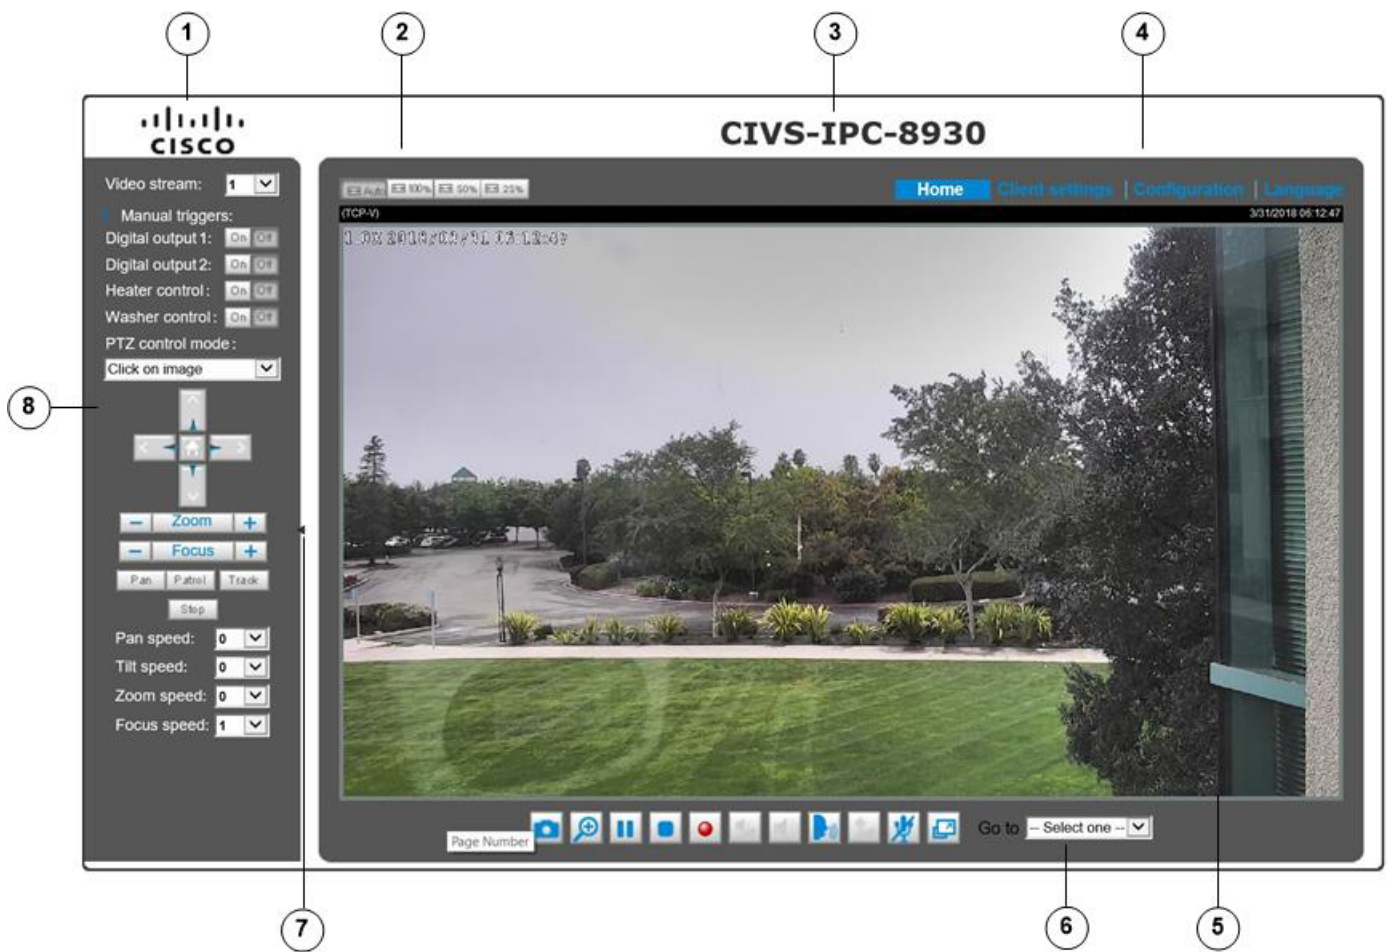 1
2
3
4
CISCO
CIVS-IPC-8930
Video stream: 1
Auto 100% 50% 25%
Home Client settings | Configuration | Language
Manual triggers:
(TCP-V) 3/31/2018 06:12:47
Digital output 1: On Off
Digital output 2: On Off
Heater control: On Off
Washer control: On Off
PTZ control mode:
Click on image
8
- Zoom +
- Focus +
Pan Patrol Track
Stop
Pan speed: 0
Tilt speed: 0
Zoom speed: 0
Focus speed: 1
Page Number
Go to -- Select one --
7
6
5